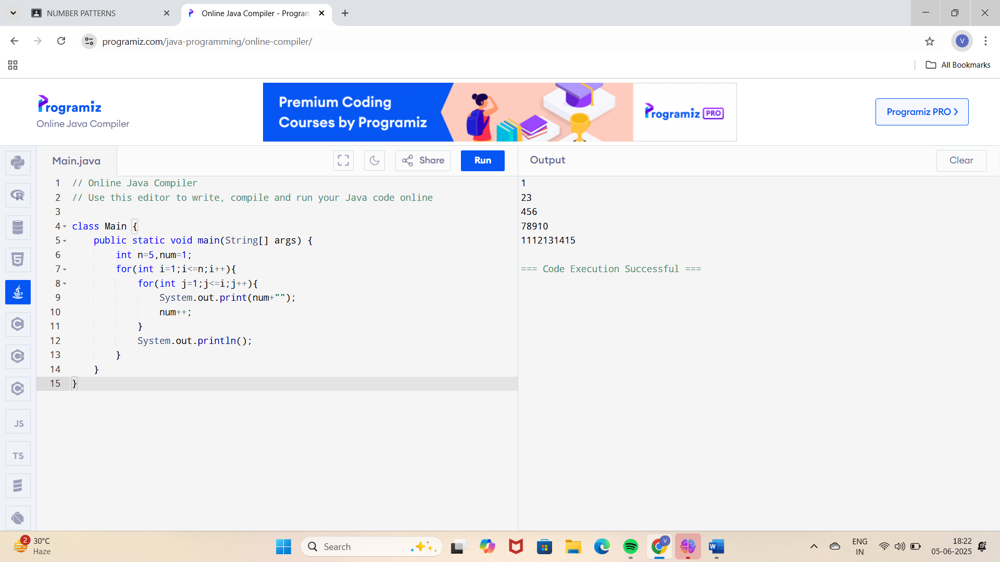 NUMBER PATTERNS
Online Java Compiler - Program
programiz.com/java-programming/online-compiler/
V
All Bookmarks
Programiz
Online Java Compiler
Premium Coding
Courses by Programiz
Programiz PRO
Programiz PRO ›
Main.java
Share
Run
Output
Clear
1 // Online Java Compiler
2 // Use this editor to write, compile and run your Java code online
3
4 class Main {
5 public static void main(String[] args) {
6 int n=5,num=1;
7 for(int i=1;i<=n;i++){
8 for(int j=1;j<=i;j++){
9 System.out.print(num+"");
10 num++;
11 }
12 System.out.println();
13 }
14 }
15 }
1
23
456
78910
1112131415
=== Code Execution Successful ===
R
5
C
C
C
JS
TS
2
30°C
Haze
Search
V
W
ENG
IN
18:22
05-06-2025